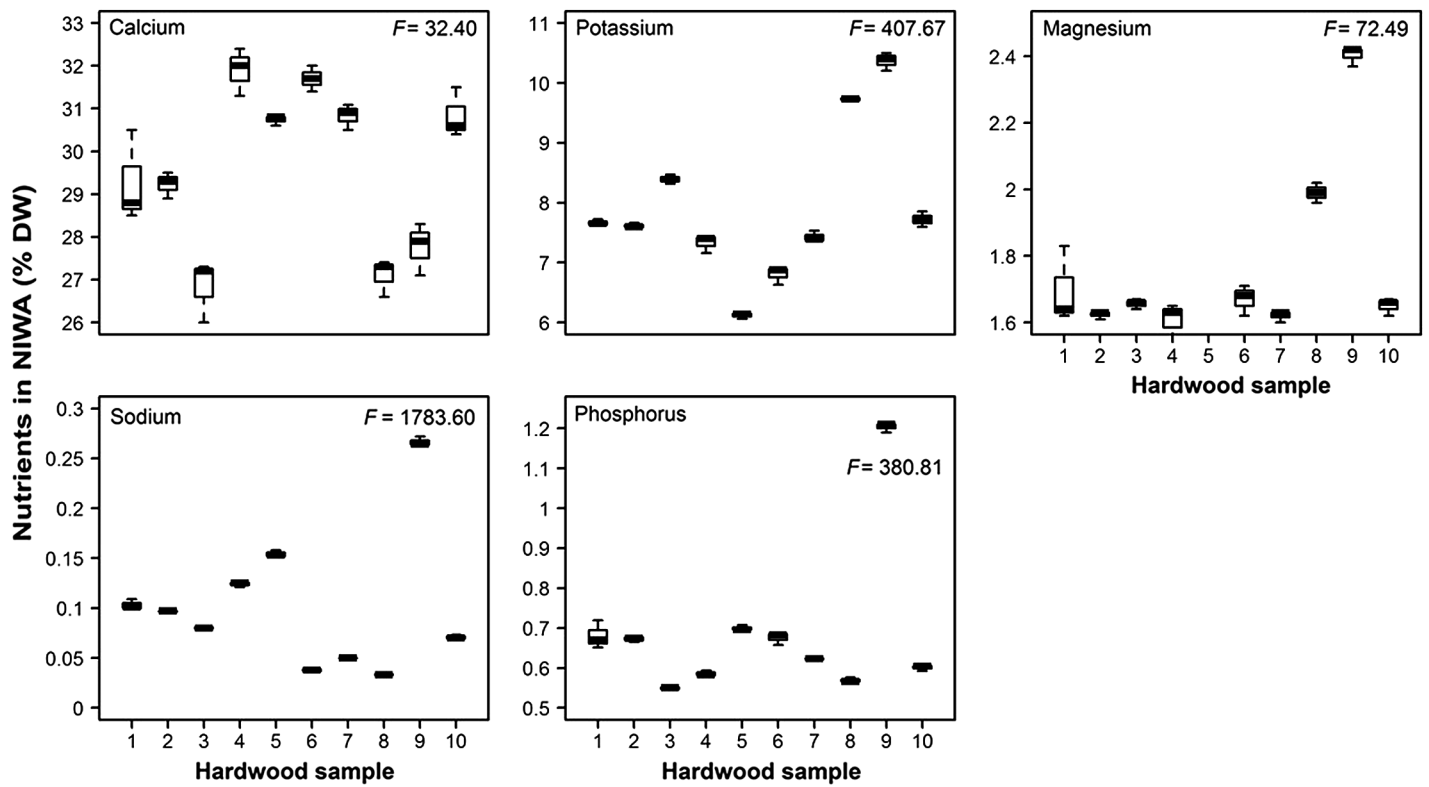 Nutrients in NIWA (% DW)
Calcium
F= 32.40
33
32
31
30
29
28
27
26
Potassium
F= 407.67
11
10
9
8
7
6
Magnesium
F= 72.49
2.4
2.2
2
1.8
1.6
1 2 3 4 5 6 7 8 9 10
Hardwood sample
Sodium
F= 1783.60
0.3
0.25
0.2
0.15
0.1
0.05
0
1 2 3 4 5 6 7 8 9 10
Hardwood sample
Phosphorus
F= 380.81
1.2
1.1
1
0.9
0.8
0.7
0.6
0.5
1 2 3 4 5 6 7 8 9 10
Hardwood sample